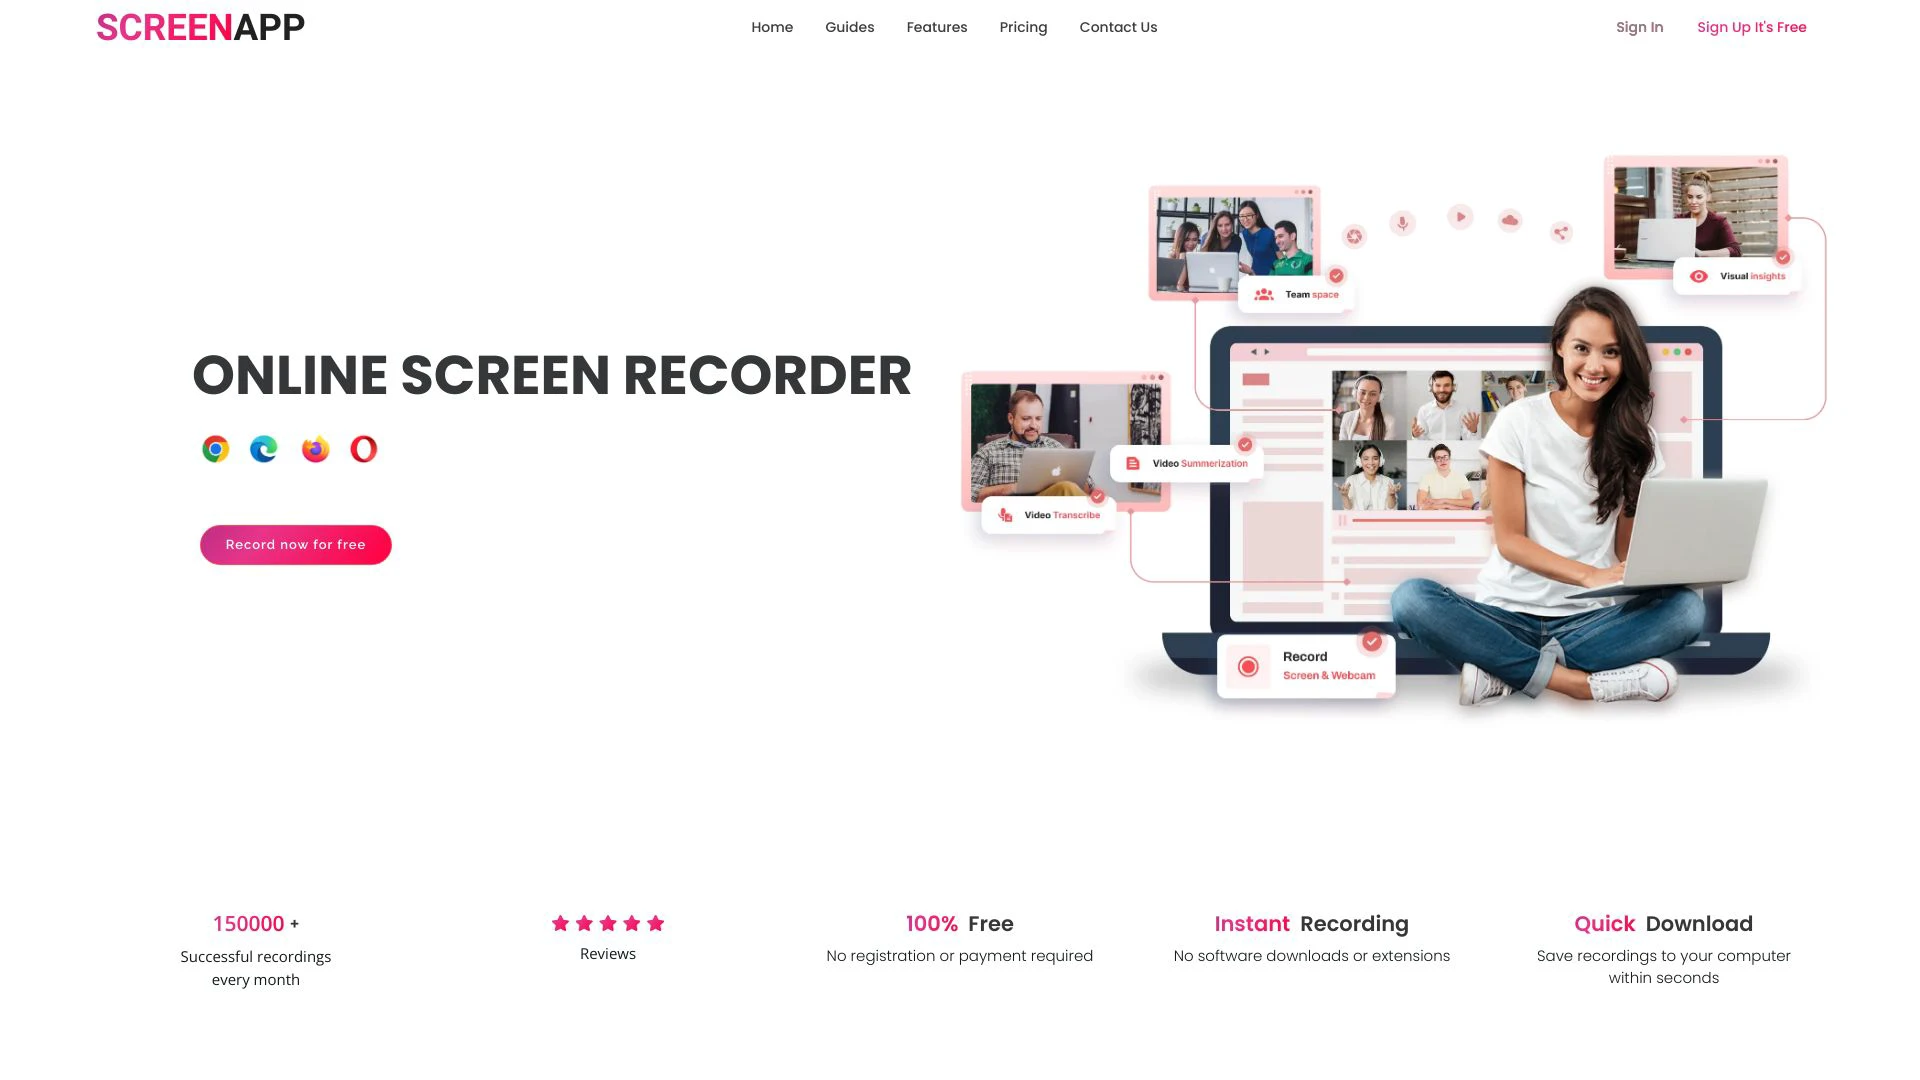 SCREENAPP
Home
Guides
Features
Pricing
Contact Us
Sign In
Sign Up It's Free
Team space
Visual insights
ONLINE SCREEN RECORDER
Video Summerization
Video Transcribe
Record now for free
Record
Screen & Webcam
150000 +
Successful recordings
every month
Reviews
100% Free
No registration or payment required
Instant Recording
No software downloads or extensions
Quick Download
Save recordings to your computer
within seconds